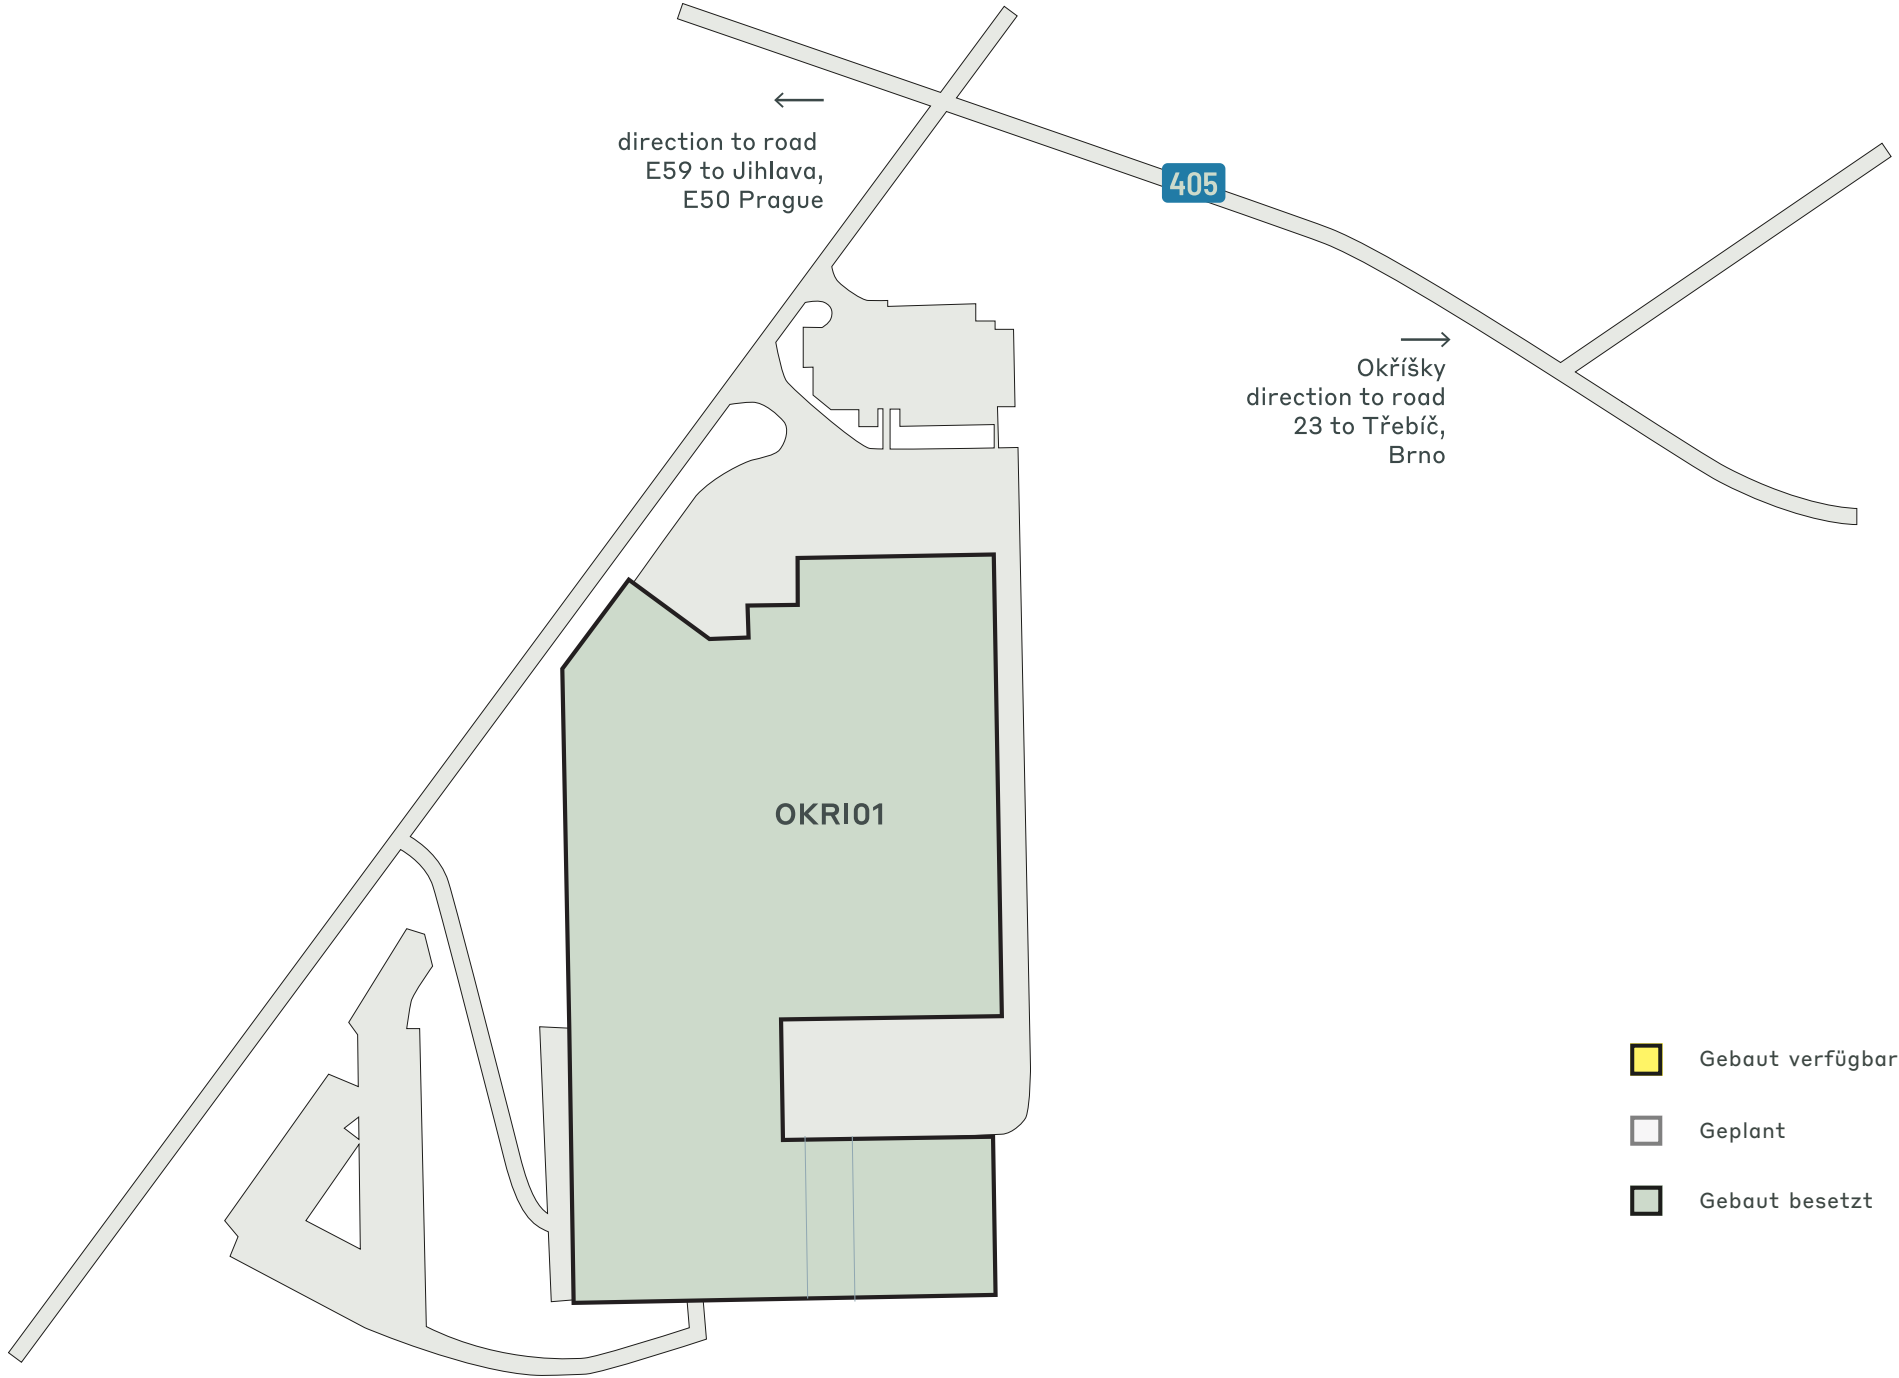 direction to road
E59 to Jihlava,
E50 Prague
405
Okříšky
direction to road
23 to Třebíč,
Brno
OKRI01
Gebaut verfügbar
Geplant
Gebaut besetzt